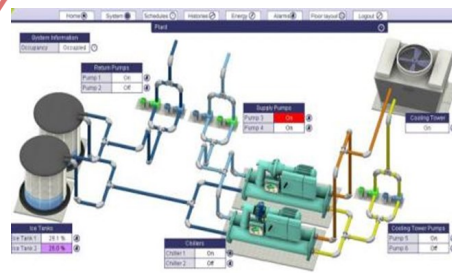 Home System Schedules Histories Energy Alarms Floor layout Logout
Plant
System Information
Occupancy Occupied
Return Pumps
Pump 1 On
Pump 2 Off
Supply Pumps
Pump 3 On
Pump 4 On
Cooling Tower
On
Ice Tanks
Ice Tank 1 29.1 %
Ice Tank 2
Chillers
Chiller 1 On
Chiller 2 Off
Cooling Tower Pumps
Pump 5 On
Pump 6 Off